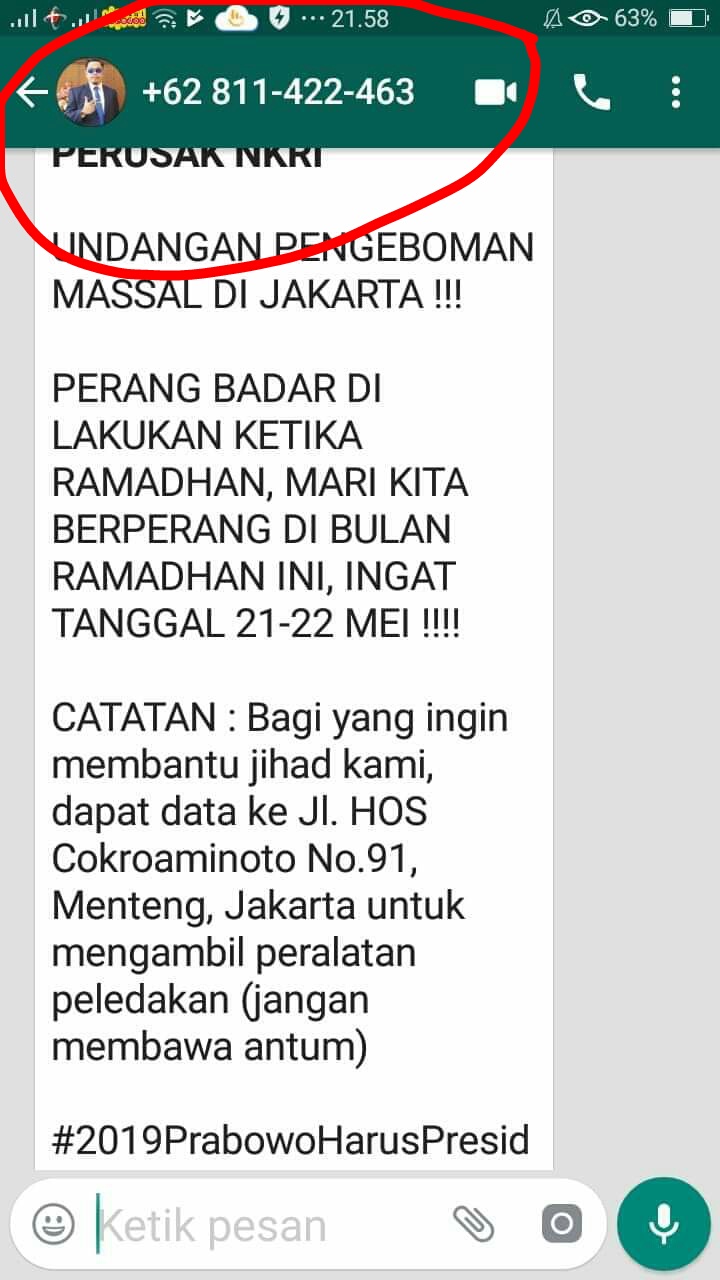 21.58 63%
+62 811-422-463
PERUSAK NKRI
UNDANGAN PENGEBOMAN
MASSAL DI JAKARTA !!!
PERANG BADAR DI
LAKUKAN KETIKA
RAMADHAN, MARI KITA
BERPERANG DI BULAN
RAMADHAN INI, INGAT
TANGGAL 21-22 MEI !!!!
CATATAN : Bagi yang ingin
membantu jihad kami,
dapat data ke Jl. HOS
Cokroaminoto No.91,
Menteng, Jakarta untuk
mengambil peralatan
peledakan (jangan
membawa antum)
#2019PrabowoHarusPresid
Ketik pesan